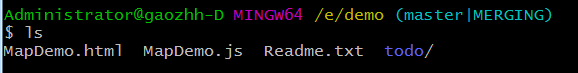 Administrator@gaozhh-D MINGW64 /e/demo (master|MERGING)
$ ls
MapDemo.html  MapDemo.js  Readme.txt  todo/